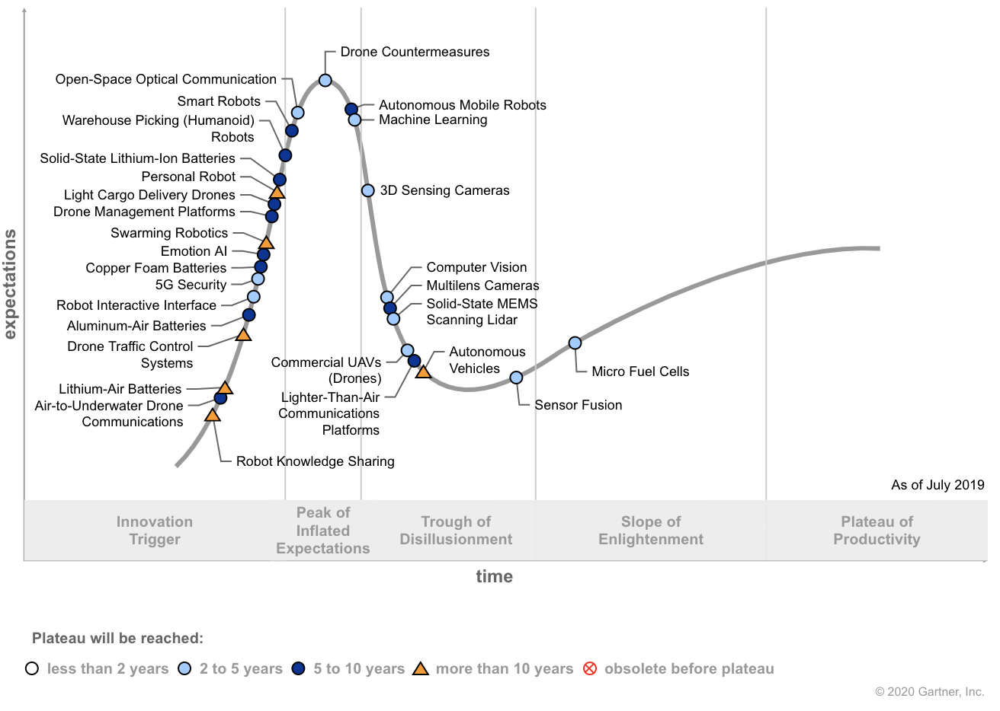 Drone Countermeasures
Open-Space Optical Communication
Smart Robots
Autonomous Mobile Robots
Warehouse Picking (Humanoid)
Robots
Machine Learning
Solid-State Lithium-Ion Batteries
Personal Robot
Light Cargo Delivery Drones
3D Sensing Cameras
Drone Management Platforms
Swarming Robotics
Emotion AI
Copper Foam Batteries
Computer Vision
5G Security
Multilens Cameras
Robot Interactive Interface
Solid-State MEMS
Scanning Lidar
Aluminum-Air Batteries
Drone Traffic Control
Systems
Autonomous
Vehicles
Commercial UAVs
(Drones)
Micro Fuel Cells
Lithium-Air Batteries
Lighter-Than-Air
Communications
Platforms
Air-to-Underwater Drone
Communications
Sensor Fusion
Robot Knowledge Sharing
expectations
As of July 2019
Innovation
Trigger
Peak of
Inflated
Expectations
Trough of
Disillusionment
Slope of
Enlightenment
Plateau of
Productivity
time
Plateau will be reached:
less than 2 years
2 to 5 years
5 to 10 years
more than 10 years
obsolete before plateau
© 2020 Gartner, Inc.